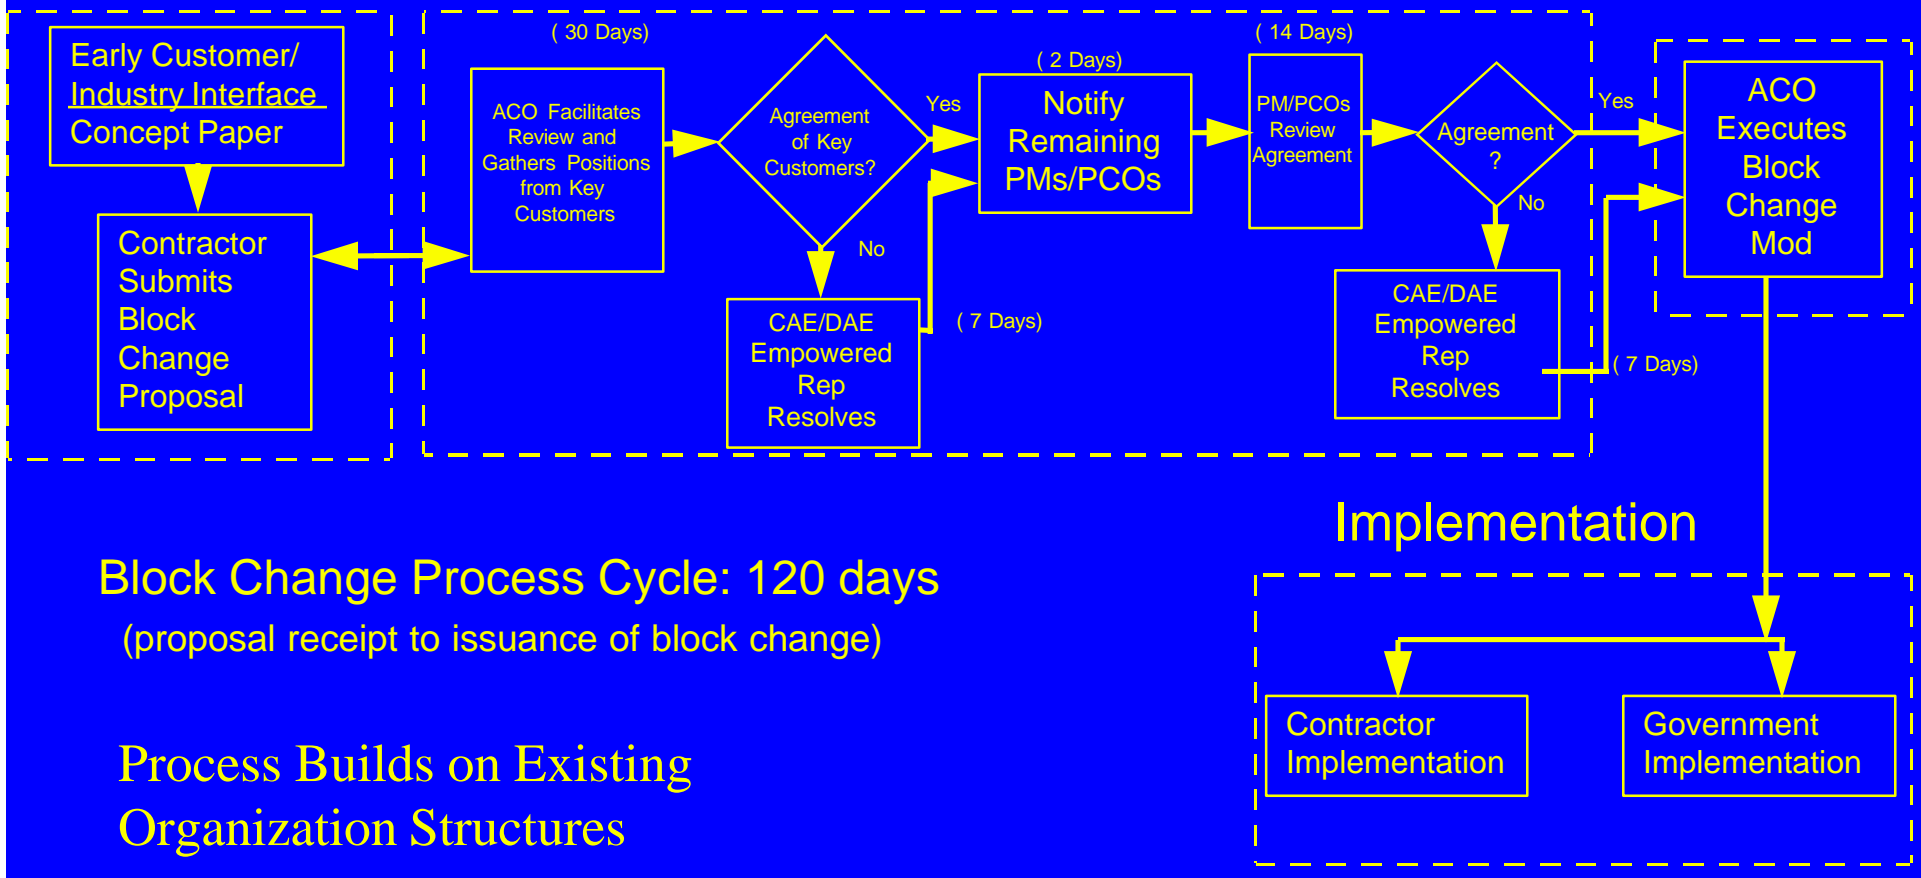 Early Customer/
Industry Interface
Concept Paper
Contractor
Submits
Block
Change
Proposal
( 30 Days)
ACO Facilitates
Review and
Gathers Positions
from Key
Customers
Agreement
of Key
Customers?
Yes
No
CAE/DAE
Empowered
Rep
Resolves
( 7 Days)
( 2 Days)
Notify
Remaining
PMs/PCOs
( 14 Days)
PM/PCOs
Review
Agreement
Agreement
?
Yes
No
CAE/DAE
Empowered
Rep
Resolves
( 7 Days)
ACO
Executes
Block
Change
Mod
Implementation
Contractor
Implementation
Government
Implementation
Block Change Process Cycle: 120 days
(proposal receipt to issuance of block change)
Process Builds on Existing
Organization Structures